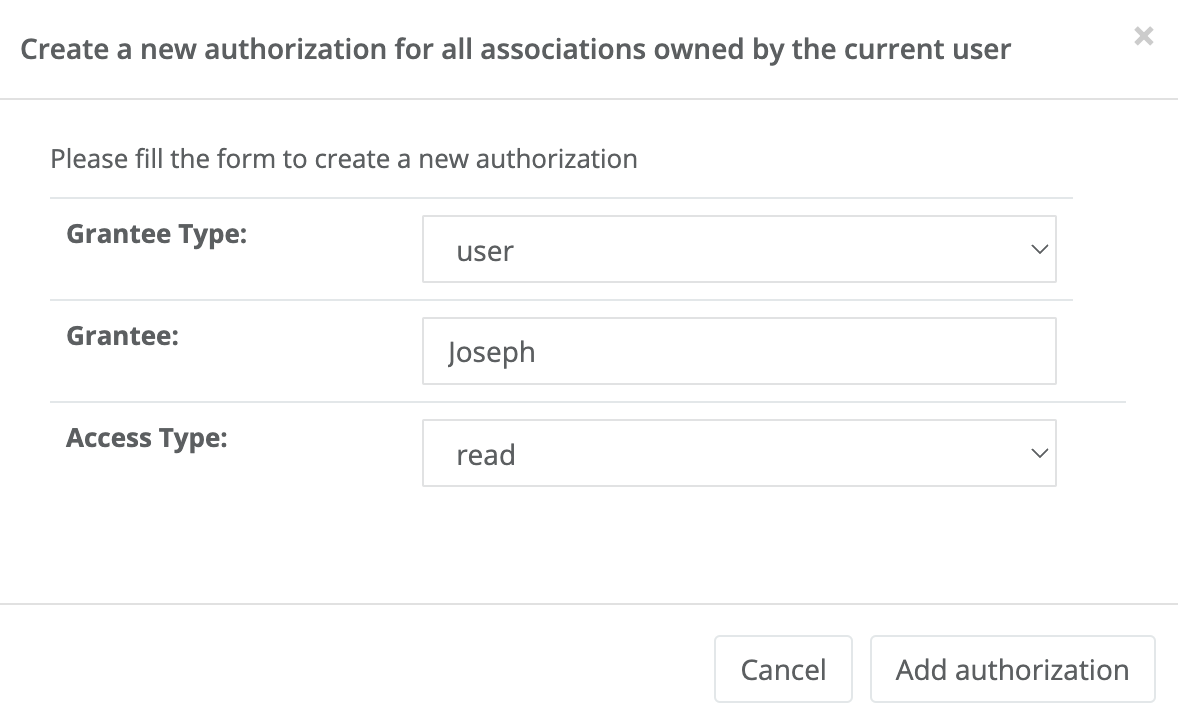 Create a new authorization for all associations owned by the current user
×
Please fill the form to create a new authorization
Grantee Type:
user
Grantee:
Joseph
Access Type:
read
Cancel
Add authorization